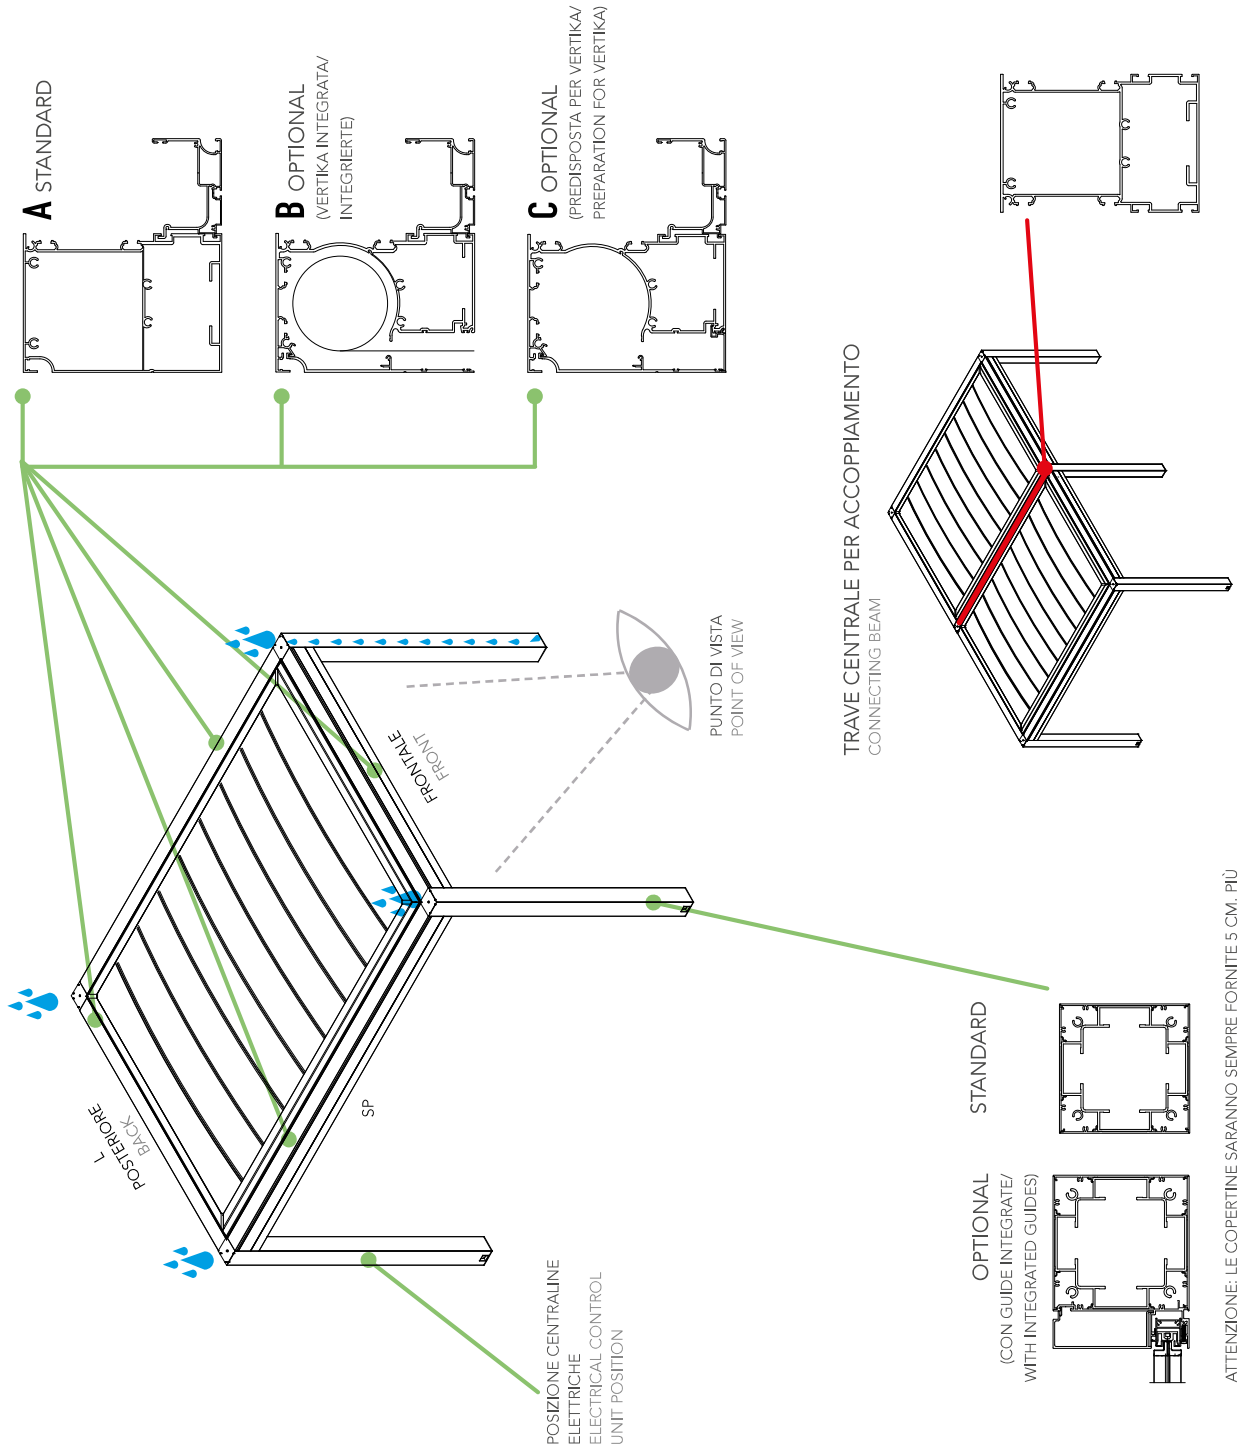 A STANDARD
B OPTIONAL
(VERTIKA INTEGRATA/
INTEGRIERTE)
C OPTIONAL
(PREDISPOSTA PER VERTIKA/
PREPARATION FOR VERTIKA)
L
POSTERIORE
BACK
FRONTALE
FRONT
SP
PUNTO DI VISTA
POINT OF VIEW
POSIZIONE CENTRALINE
ELETTRICHE
ELECTRICAL CONTROL
UNIT POSITION
TRAVE CENTRALE PER ACCOPPIAMENTO
CONNECTING BEAM
OPTIONAL
(CON GUIDE INTEGRATE/
WITH INTEGRATED GUIDES)
STANDARD
ATTENZIONE: LE COPERTINE SARANNO SEMPRE FORNITE 5 CM. PIÙ